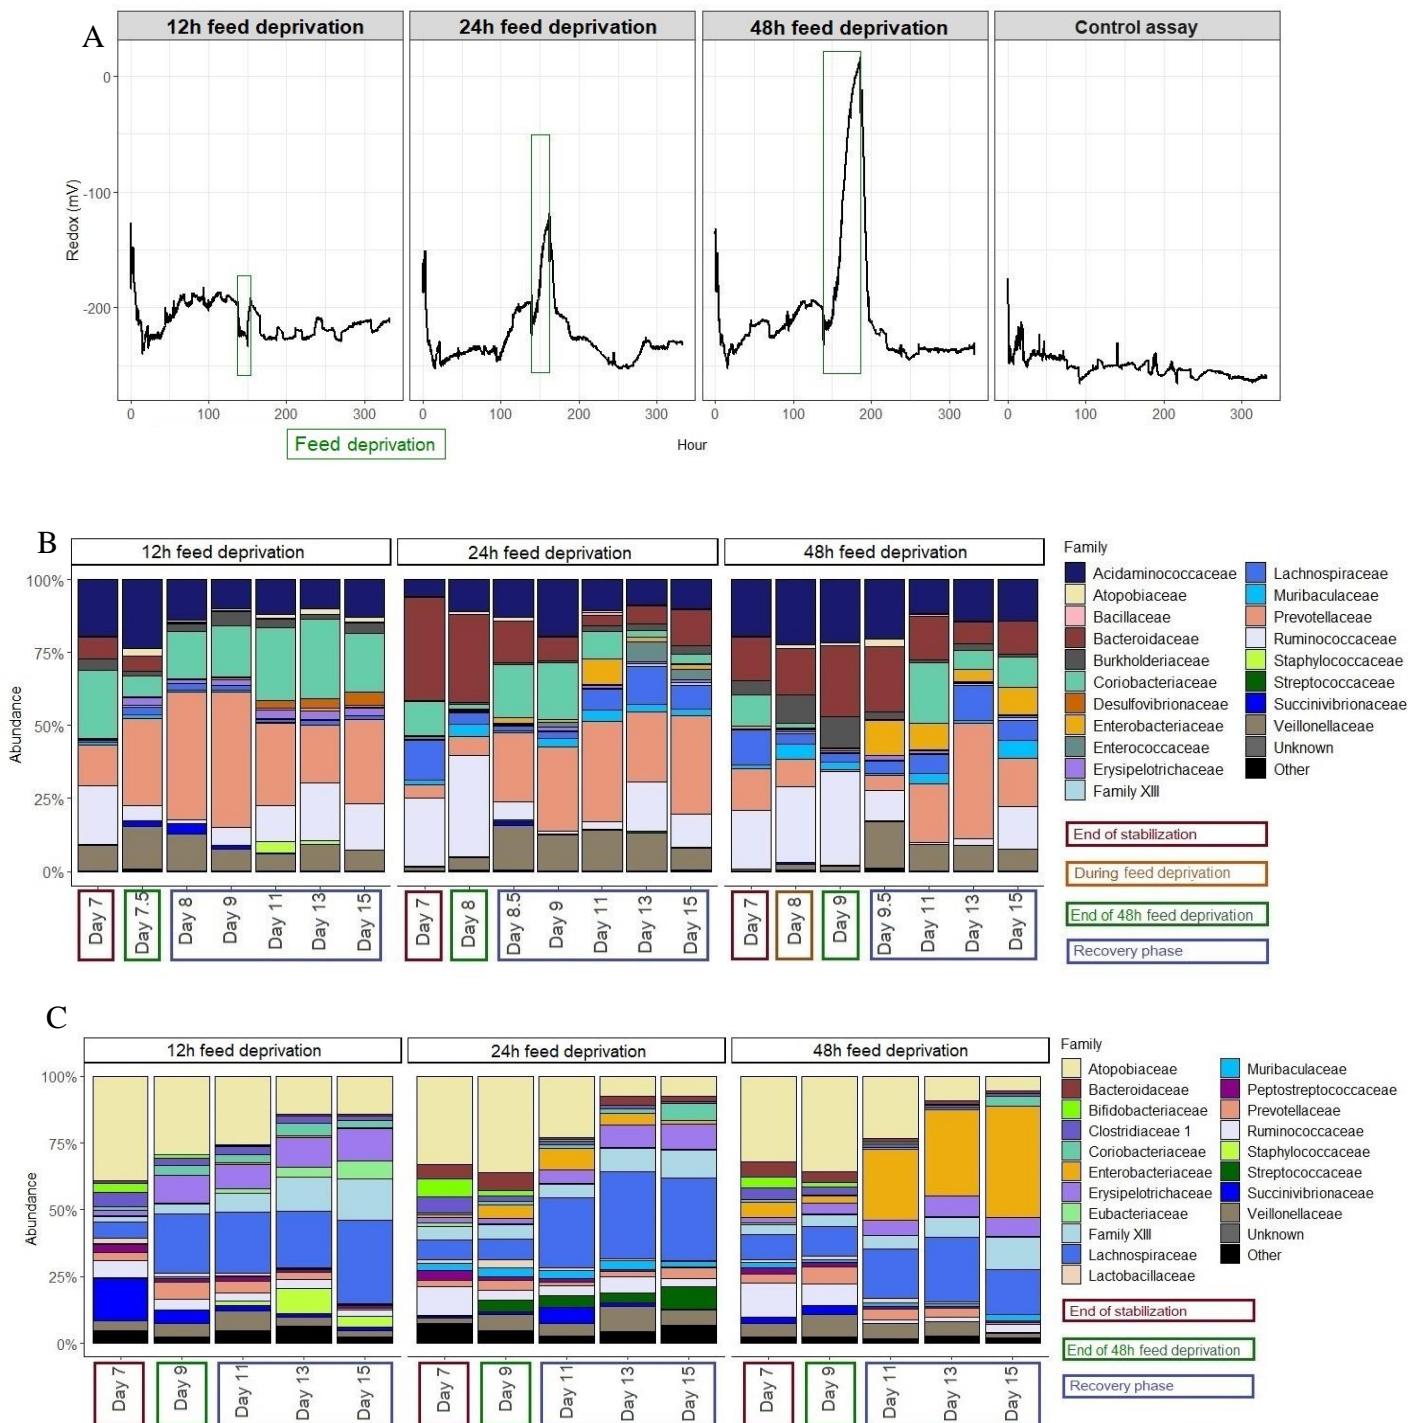 A
12h feed deprivation
24h feed deprivation
48h feed deprivation
Control assay
Redox (mV)
0
-100
-200
0 100 200 300
0 100 200 300
0 100 200 300
0 100 200 300
Hour
Feed deprivation
B
12h feed deprivation
24h feed deprivation
48h feed deprivation
Abundance
100%
75%
50%
25%
0%
Day 7
Day 7.5
Day 8
Day 9
Day 11
Day 13
Day 15
Day 7
Day 8
Day 8.5
Day 9
Day 11
Day 13
Day 15
Day 7
Day 8
Day 9
Day 9.5
Day 11
Day 13
Day 15
Family
Acidaminococcaceae
Atopobiaceae
Bacillaceae
Bacteroidaceae
Burkholderiaceae
Coriobacteriaceae
Desulfovibrionaceae
Enterobacteriaceae
Enterococcaceae
Erysipelotrichaceae
Family XIII
Lachnospiraceae
Muribaculaceae
Prevotellaceae
Ruminococcaceae
Staphylococcaceae
Streptococcaceae
Succinivibrionaceae
Veillonellaceae
Unknown
Other
End of stabilization
During feed deprivation
End of 48h feed deprivation
Recovery phase
C
12h feed deprivation
24h feed deprivation
48h feed deprivation
Abundance
100%
75%
50%
25%
0%
Day 7
Day 9
Day 11
Day 13
Day 15
Day 7
Day 9
Day 11
Day 13
Day 15
Day 7
Day 9
Day 11
Day 13
Day 15
Family
Atopobiaceae
Bacteroidaceae
Bifidobacteriaceae
Clostridiaceae 1
Coriobacteriaceae
Enterobacteriaceae
Erysipelotrichaceae
Eubacteriaceae
Family XIII
Lachnospiraceae
Lactobacillaceae
Muribaculaceae
Peptostreptococcaceae
Prevotellaceae
Ruminococcaceae
Staphylococcaceae
Streptococcaceae
Succinivibrionaceae
Veillonellaceae
Unknown
Other
End of stabilization
End of 48h feed deprivation
Recovery phase